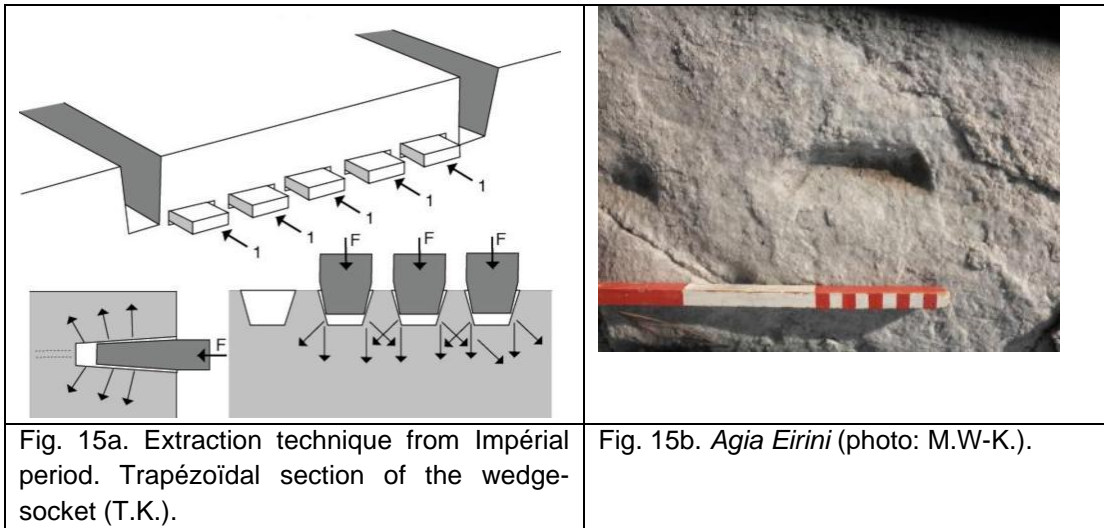 1
1
1
1
1
F
F
F
F
Fig. 15a. Extraction technique from Impérial
period. Trapézoïdal section of the wedge-
socket (T.K.).
Fig. 15b. Agia Eirini (photo: M.W-K.).